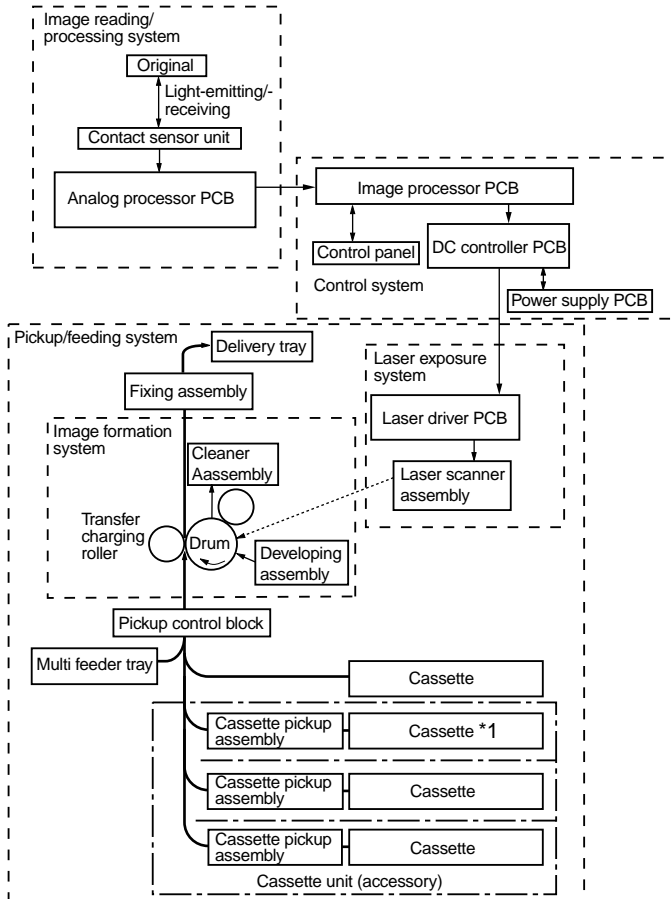 Image reading/
processing system
Original
Light-emitting/-
receiving
Contact sensor unit
Analog processor PCB
Image processor PCB
Control panel
DC controller PCB
Control system
Power supply PCB
Pickup/feeding system
Delivery tray
Fixing assembly
Laser exposure
system
Laser driver PCB
Laser scanner
assembly
Image formation
system
Cleaner
Aassembly
Transfer
charging
roller
Drum
Developing
assembly
Pickup control block
Multi feeder tray
Cassette
Cassette pickup
assembly
Cassette *1
Cassette pickup
assembly
Cassette
Cassette pickup
assembly
Cassette
Cassette unit (accessory)